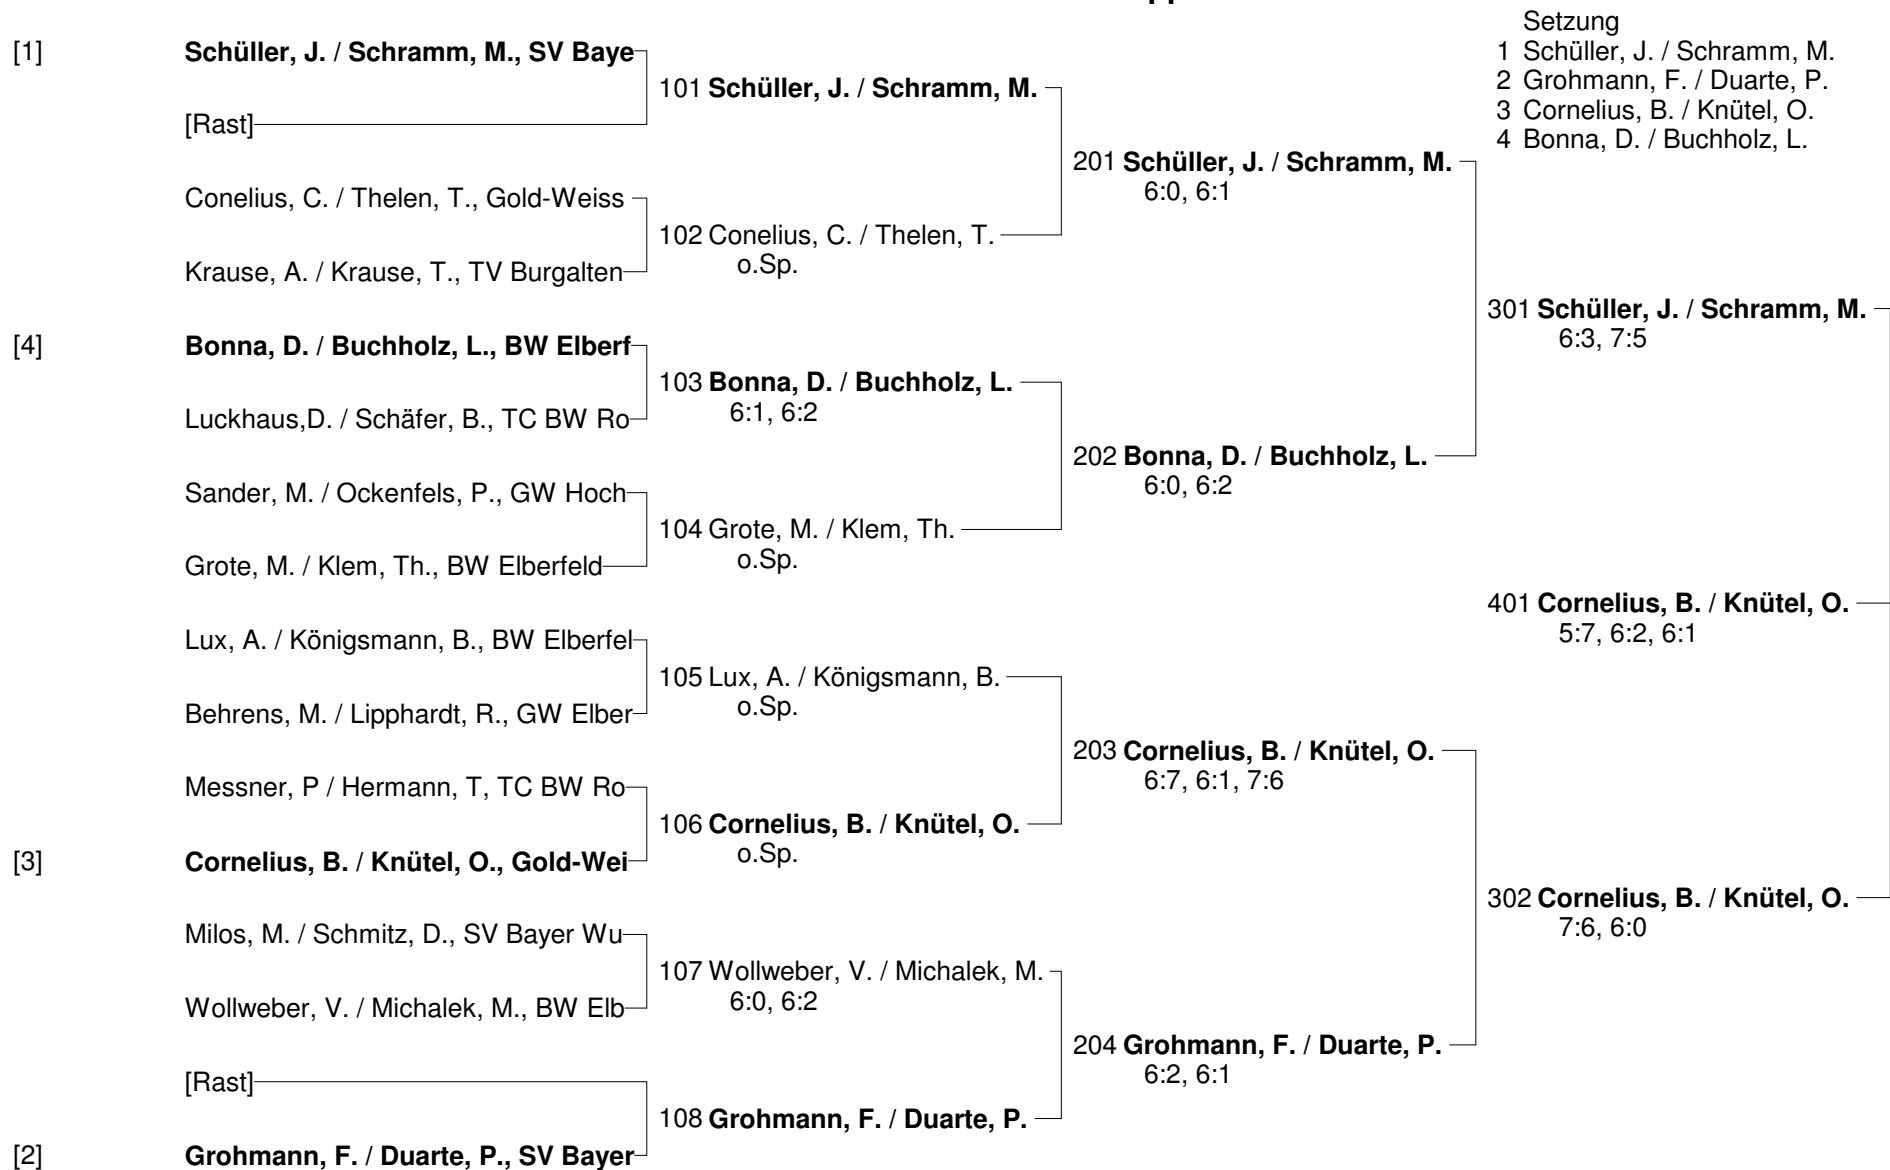 pp
Setzung
1 Schüller, J. / Schramm, M.
2 Grohmann, F. / Duarte, P.
3 Cornelius, B. / Knütel, O.
4 Bonna, D. / Buchholz, L.
[1] Schüller, J. / Schramm, M., SV Baye
[Rast]
Conelius, C. / Thelen, T., Gold-Weiss
Krause, A. / Krause, T., TV Burgalten
[4] Bonna, D. / Buchholz, L., BW Elberf
Luckhaus,D. / Schäfer, B., TC BW Ro
Sander, M. / Ockenfels, P., GW Hoch
Grote, M. / Klem, Th., BW Elberfeld
Lux, A. / Königsmann, B., BW Elberfel
Behrens, M. / Lipphardt, R., GW Elber
Messner, P / Hermann, T, TC BW Ro
[3] Cornelius, B. / Knütel, O., Gold-Wei
Milos, M. / Schmitz, D., SV Bayer Wu
Wollweber, V. / Michalek, M., BW Elb
[Rast]
[2] Grohmann, F. / Duarte, P., SV Bayer
101 Schüller, J. / Schramm, M.
102 Conelius, C. / Thelen, T.
o.Sp.
103 Bonna, D. / Buchholz, L.
6:1, 6:2
104 Grote, M. / Klem, Th.
o.Sp.
105 Lux, A. / Königsmann, B.
o.Sp.
106 Cornelius, B. / Knütel, O.
o.Sp.
107 Wollweber, V. / Michalek, M.
6:0, 6:2
108 Grohmann, F. / Duarte, P.
201 Schüller, J. / Schramm, M.
6:0, 6:1
202 Bonna, D. / Buchholz, L.
6:0, 6:2
203 Cornelius, B. / Knütel, O.
6:7, 6:1, 7:6
204 Grohmann, F. / Duarte, P.
6:2, 6:1
301 Schüller, J. / Schramm, M.
6:3, 7:5
401 Cornelius, B. / Knütel, O.
5:7, 6:2, 6:1
302 Cornelius, B. / Knütel, O.
7:6, 6:0